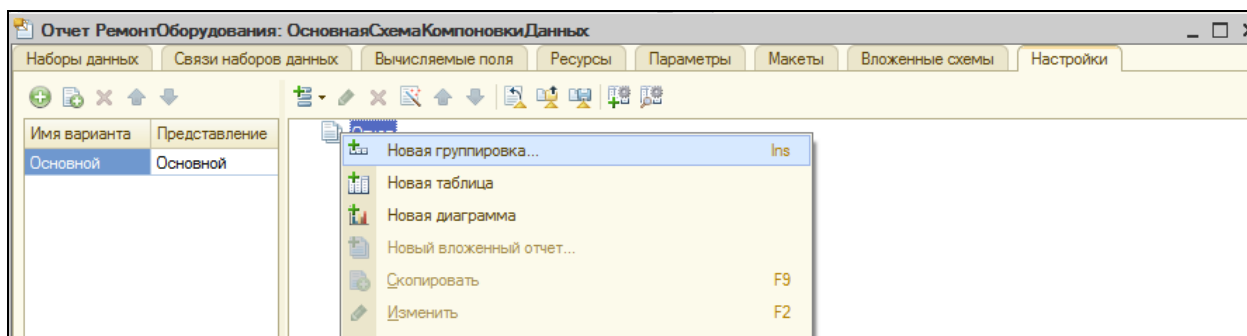 Отчет РемонтОборудования: ОсновнаяСхемаКомпоновкиДанных
Наборы данных Связи наборов данных Вычисляемые поля Ресурсы Параметры Макеты Вложенные схемы Настройки
Имя варианта Представление
Основной Основной
Новая группировка... Ins
Новая таблица
Новая диаграмма
Новый вложенный отчет...
Скопировать F9
Изменить F2